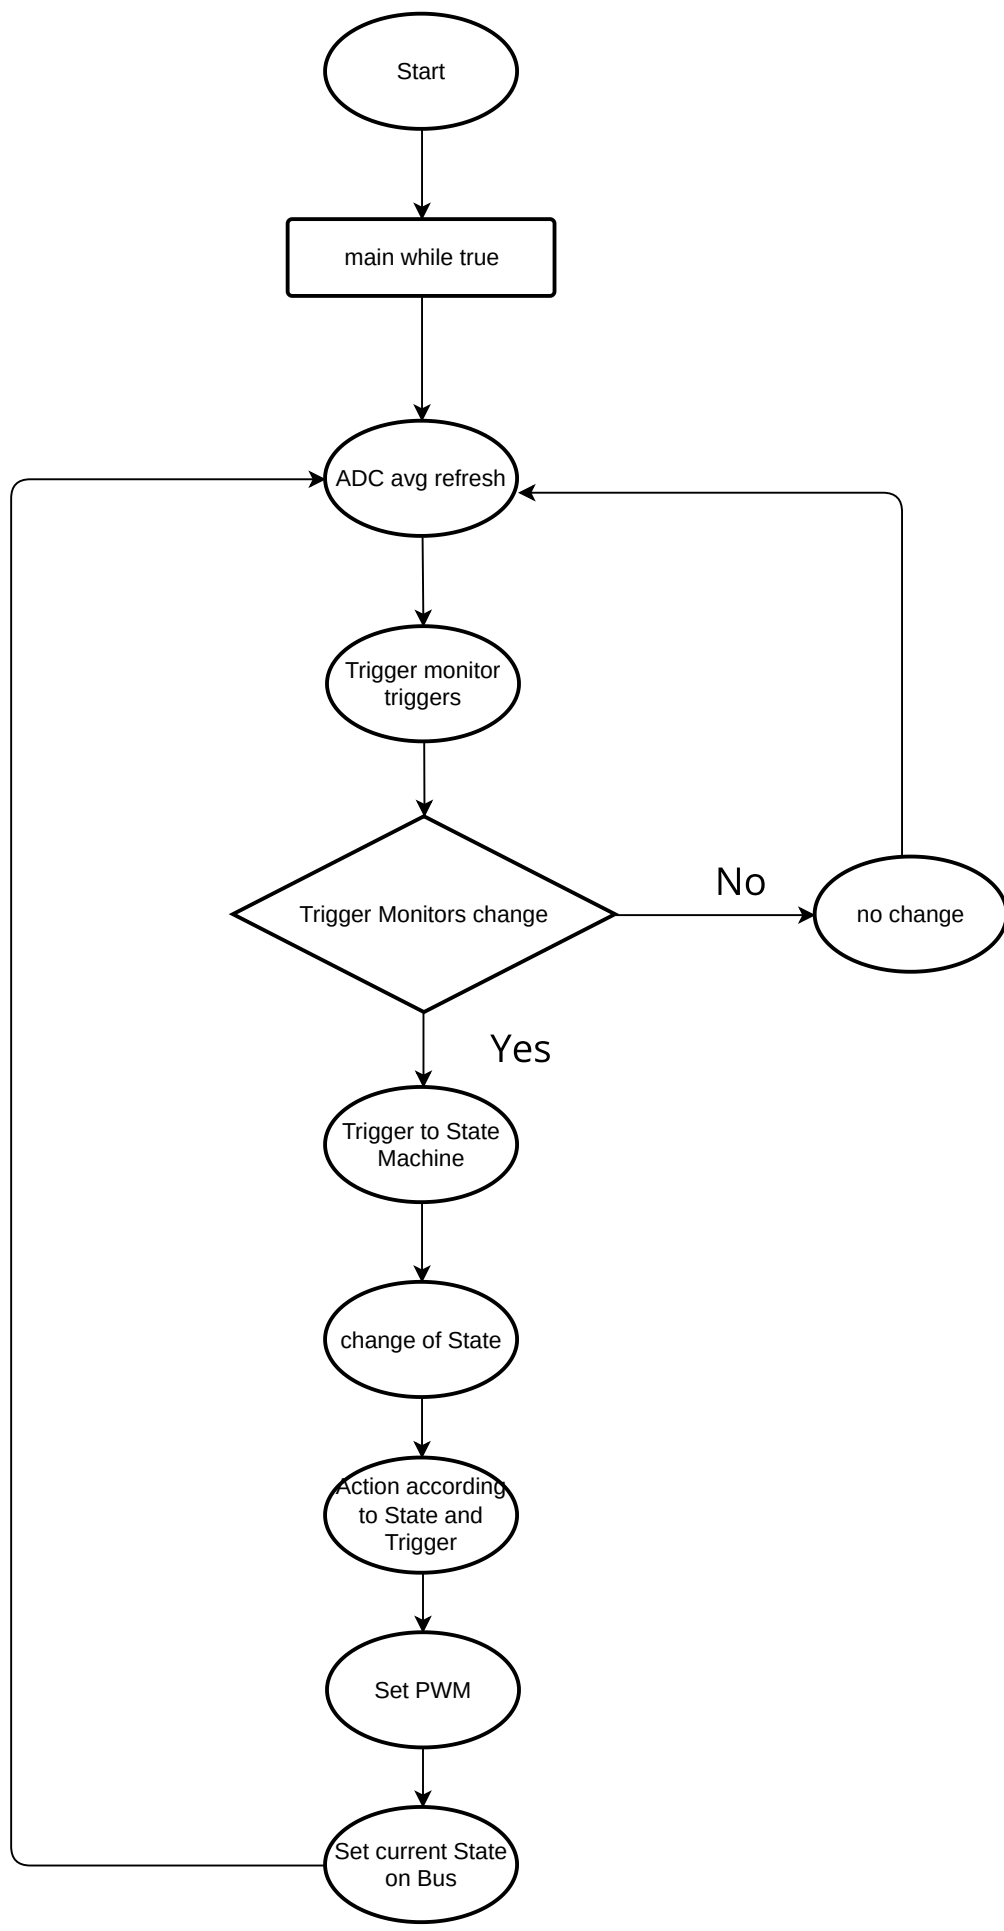 Start
main while true
ADC avg refresh
Trigger monitor
triggers
Trigger Monitors change
No
no change
Yes
Trigger to State
Machine
change of State
Action according
to State and
Trigger
Set PWM
Set current State
on Bus